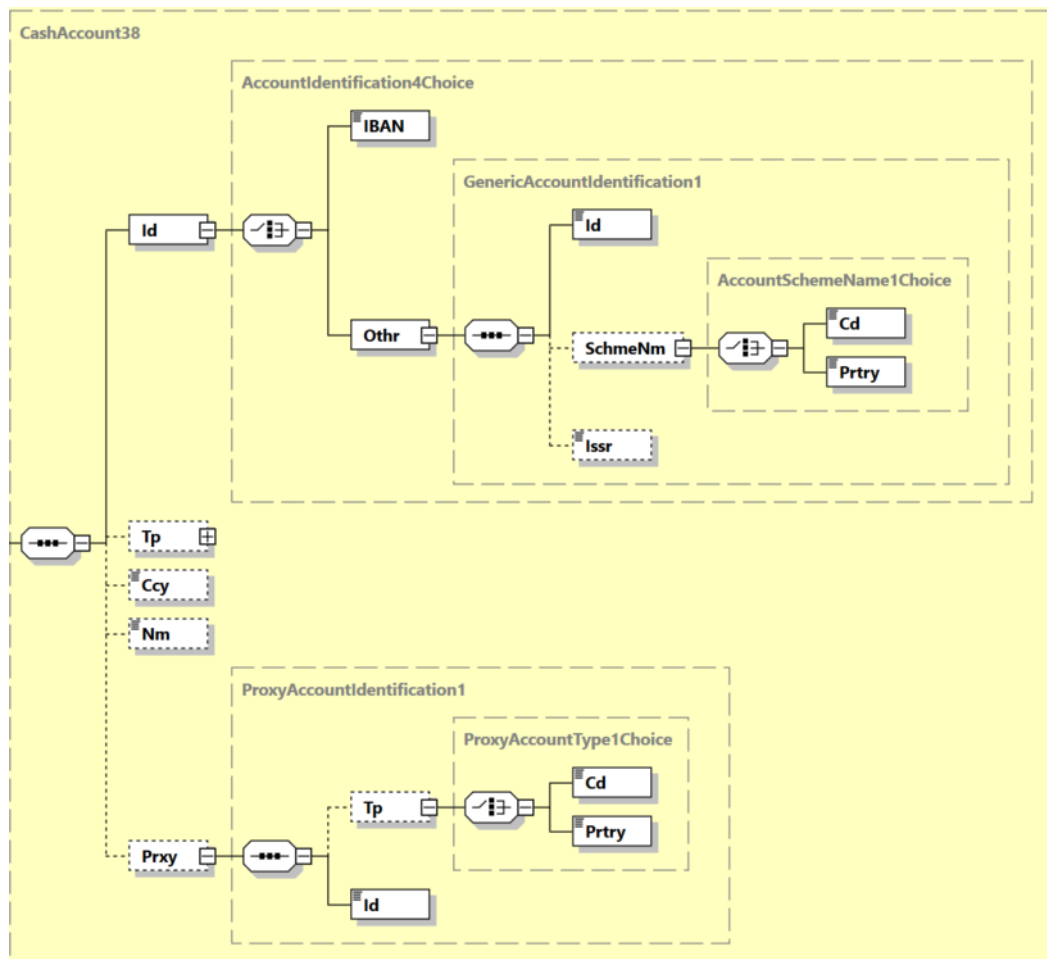 CashAccount38
AccountIdentification4Choice
IBAN
GenericAccountIdentification1
Id
Id
AccountSchemeName1Choice
Cd
Othr
SchmeNm
Prtry
Issr
Tp
Ccy
Nm
ProxyAccountIdentification1
ProxyAccountType1Choice
Cd
Tp
Prtry
Prxy
Id